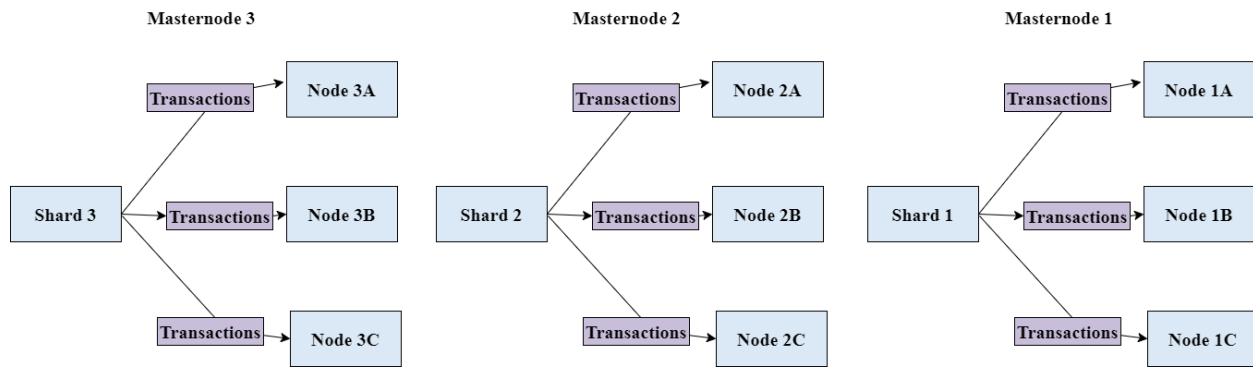 Masternode 3
Masternode 2
Masternode 1
Transactions
Node 3A
Transactions
Node 2A
Transactions
Node 1A
Shard 3
Transactions
Node 3B
Shard 2
Transactions
Node 2B
Shard 1
Transactions
Node 1B
Transactions
Node 3C
Transactions
Node 2C
Transactions
Node 1C